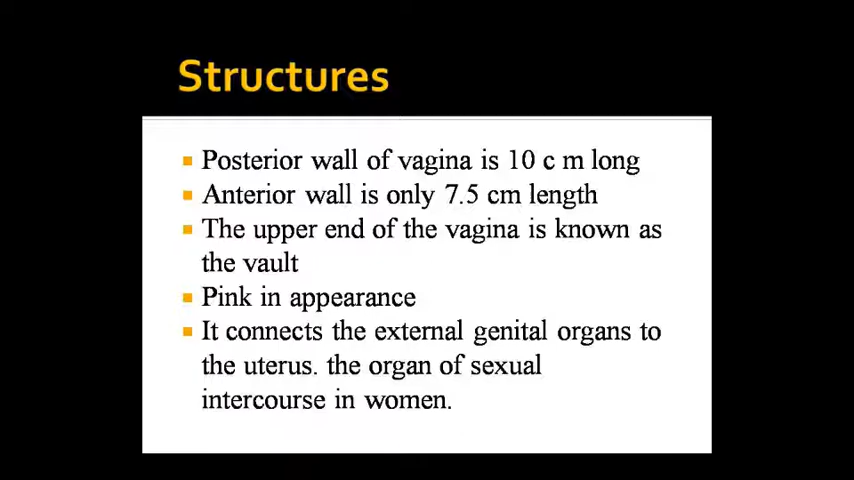 Structures
Posterior wall of vagina is 10 c m long
Anterior wall is only 7.5 cm length
The upper end of the vagina is known as
the vault
Pink in appearance
It connects the external genital organs to
the uterus. the organ of sexual
intercourse in women.